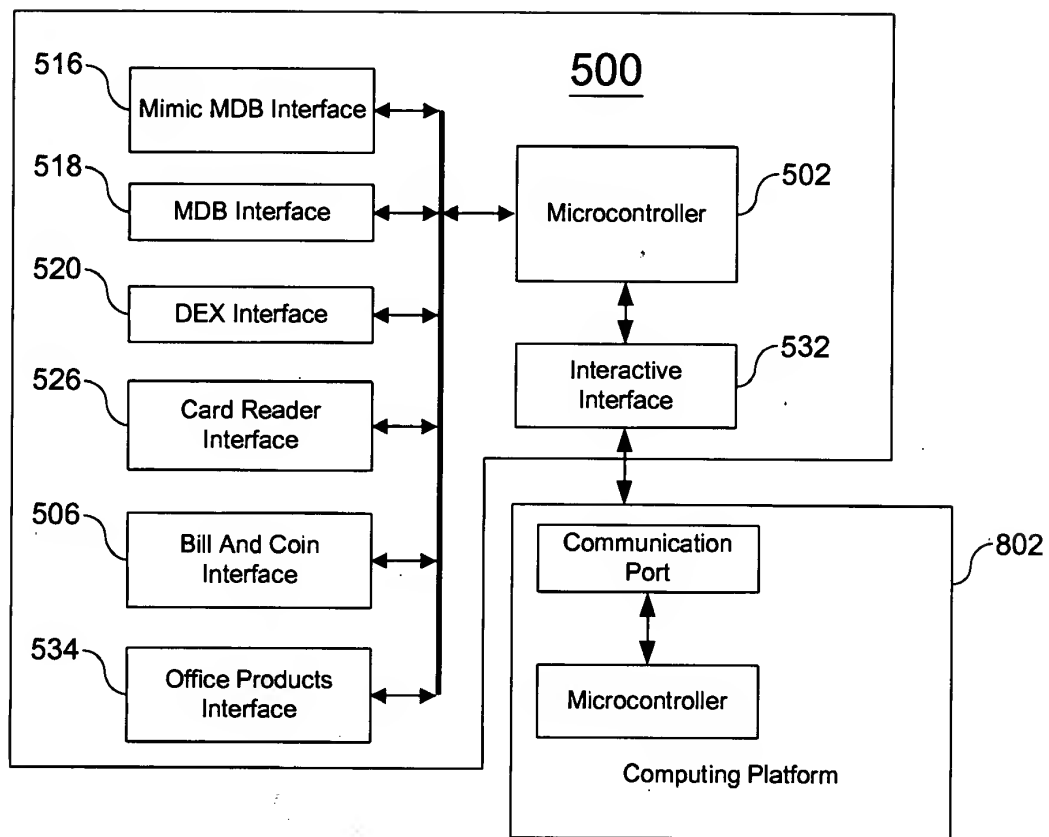 500
516
Mimic MDB Interface
518
MDB Interface
502
Microcontroller
520
DEX Interface
532
Interactive
Interface
526
Card Reader
Interface
506
Bill And Coin
Interface
802
Communication
Port
534
Office Products
Interface
Microcontroller
Computing Platform